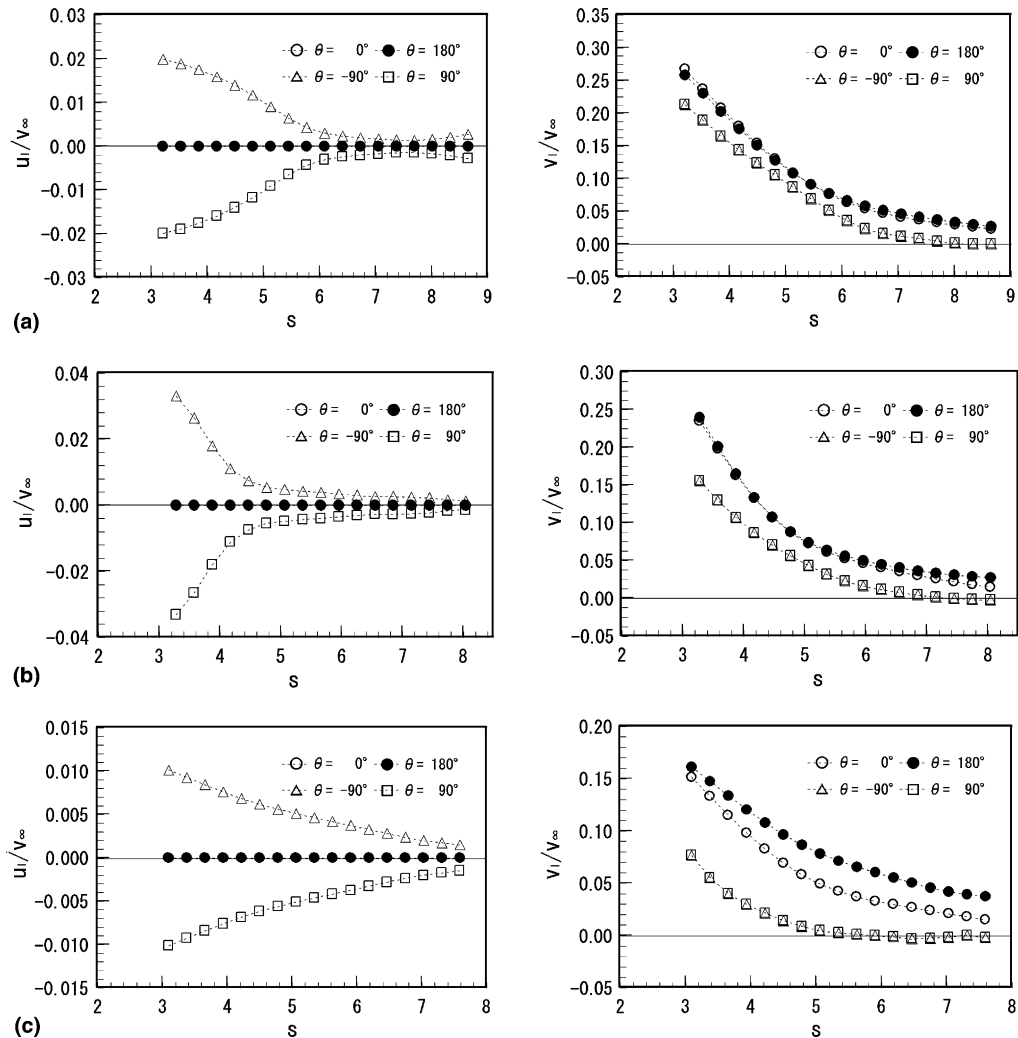 0.03
0.02
0.01
0.00
-0.01
-0.02
-0.03
u_I/v_∞
θ = 0° θ = 180°
θ = -90° θ = 90°
2 3 4 5 6 7 8 9
s
0.35
0.30
0.25
0.20
0.15
0.10
0.05
0.00
-0.05
v_I/v_∞
θ = 0° θ = 180°
θ = -90° θ = 90°
2 3 4 5 6 7 8 9
s
(a)
0.04
0.02
0.00
-0.02
-0.04
u_I/v_∞
θ = 0° θ = 180°
θ = -90° θ = 90°
2 3 4 5 6 7 8
s
0.30
0.25
0.20
0.15
0.10
0.05
0.00
-0.05
v_I/v_∞
θ = 0° θ = 180°
θ = -90° θ = 90°
2 3 4 5 6 7 8
s
(b)
0.015
0.010
0.005
0.000
-0.005
-0.010
-0.015
u_I/v_∞
θ = 0° θ = 180°
θ = -90° θ = 90°
2 3 4 5 6 7 8
s
0.20
0.15
0.10
0.05
0.00
-0.05
v_I/v_∞
θ = 0° θ = 180°
θ = -90° θ = 90°
2 3 4 5 6 7 8
s
(c)